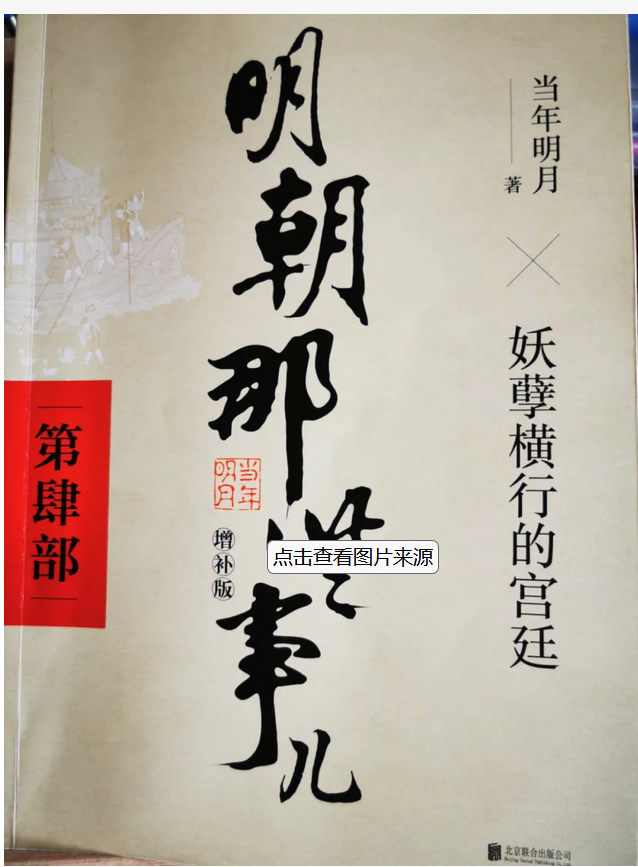 明朝那些事儿
当年明月
著
妖孽横行的宫廷
第肆部
当年
明月
增补版
点击查看图片来源
北京联合出版公司